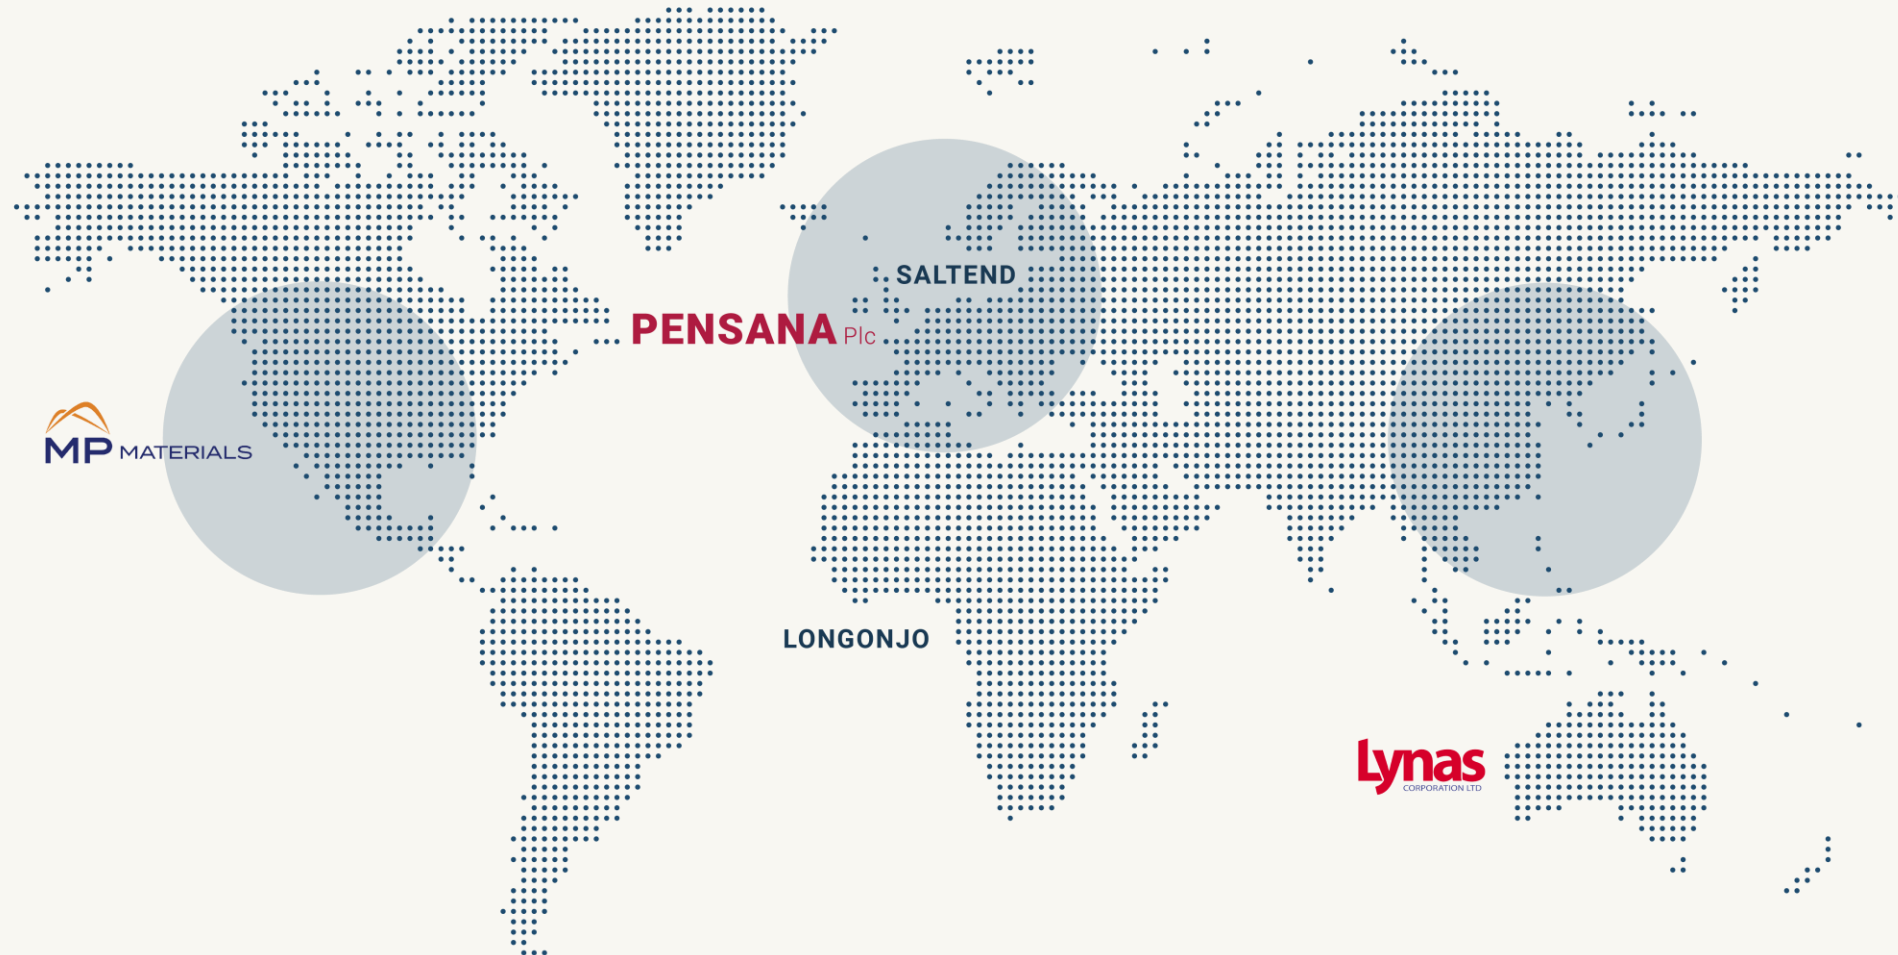 SALTEND
PENSANA Plc
MP MATERIALS
LONGONJO
Lynas
CORPORATION LTD